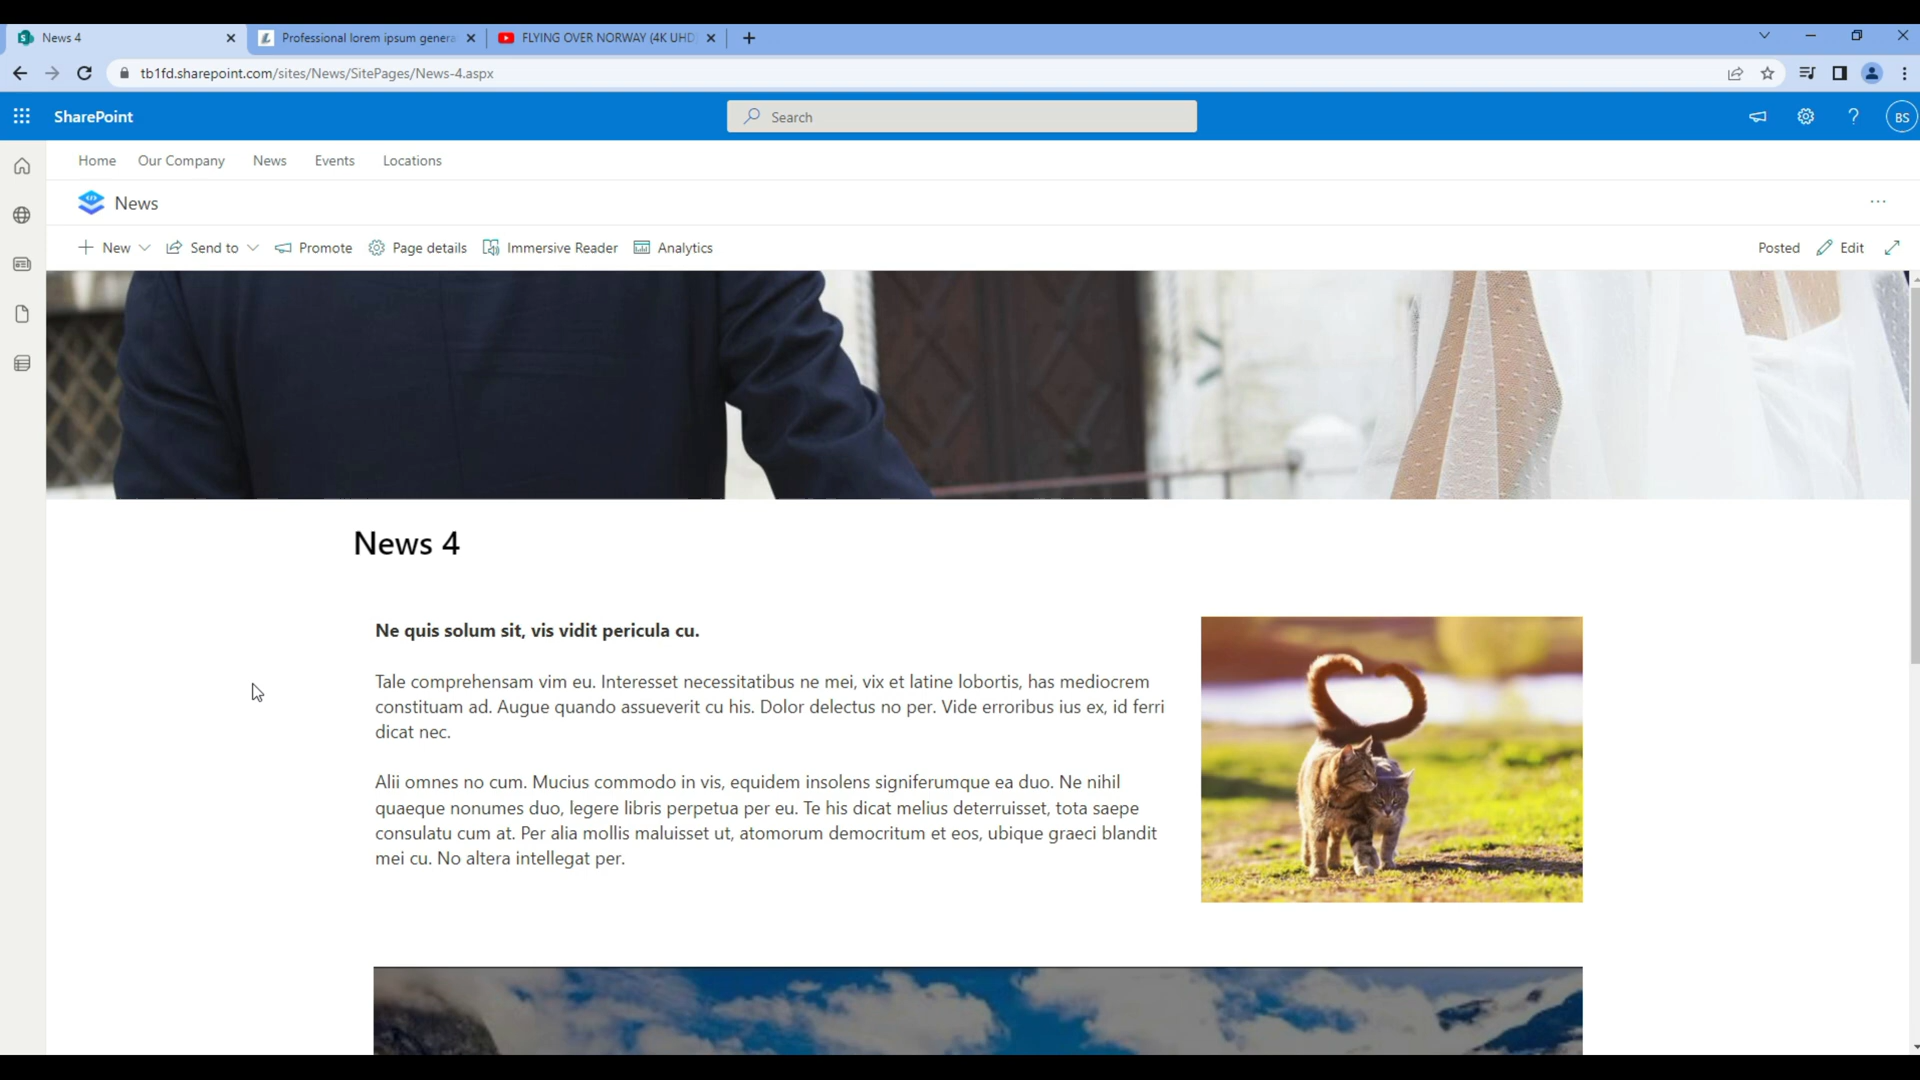 News 4
Professional lorem ipsum genera
FLYING OVER NORWAY (4K UHD
tb1fd.sharepoint.com/sites/News/SitePages/News-4.aspx
SharePoint
Search
BS
Home Our Company News Events Locations
News
New Send to Promote Page details Immersive Reader Analytics Posted Edit
News 4
Ne quis solum sit, vis vidit pericula cu.
Tale comprehensam vim eu. Interesset necessitatibus ne mei, vix et latine lobortis, has mediocrem
constituam ad. Augue quando assueverit cu his. Dolor delectus no per. Vide erroribus ius ex, id ferri
dicat nec.
Alii omnes no cum. Mucius commodo in vis, equidem insolens signiferumque ea duo. Ne nihil
quaeque nonumes duo, legere libris perpetua per eu. Te his dicat melius deterruisset, tota saepe
consulatu cum at. Per alia mollis maluisset ut, atomorum democritum et eos, ubique graeci blandit
mei cu. No altera intellegat per.